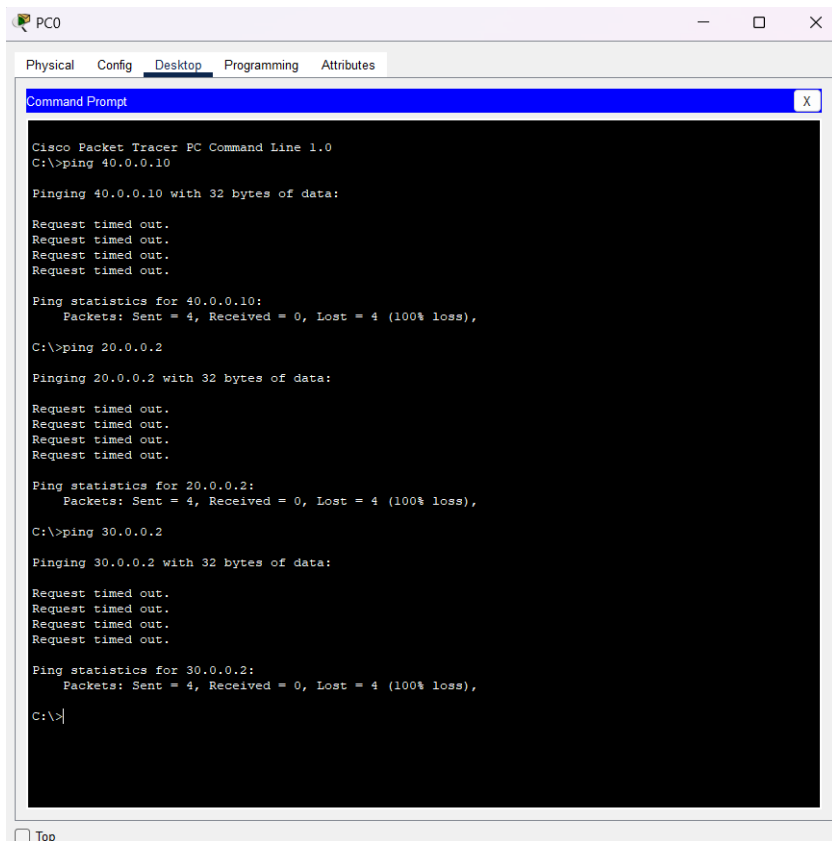 PC0
Physical Config Desktop Programming Attributes
Command Prompt
X
Cisco Packet Tracer PC Command Line 1.0
C:\>ping 40.0.0.10
Pinging 40.0.0.10 with 32 bytes of data:
Request timed out.
Request timed out.
Request timed out.
Request timed out.
Ping statistics for 40.0.0.10:
Packets: Sent = 4, Received = 0, Lost = 4 (100% loss),
C:\>ping 20.0.0.2
Pinging 20.0.0.2 with 32 bytes of data:
Request timed out.
Request timed out.
Request timed out.
Request timed out.
Ping statistics for 20.0.0.2:
Packets: Sent = 4, Received = 0, Lost = 4 (100% loss),
C:\>ping 30.0.0.2
Pinging 30.0.0.2 with 32 bytes of data:
Request timed out.
Request timed out.
Request timed out.
Request timed out.
Ping statistics for 30.0.0.2:
Packets: Sent = 4, Received = 0, Lost = 4 (100% loss),
C:\>
Top